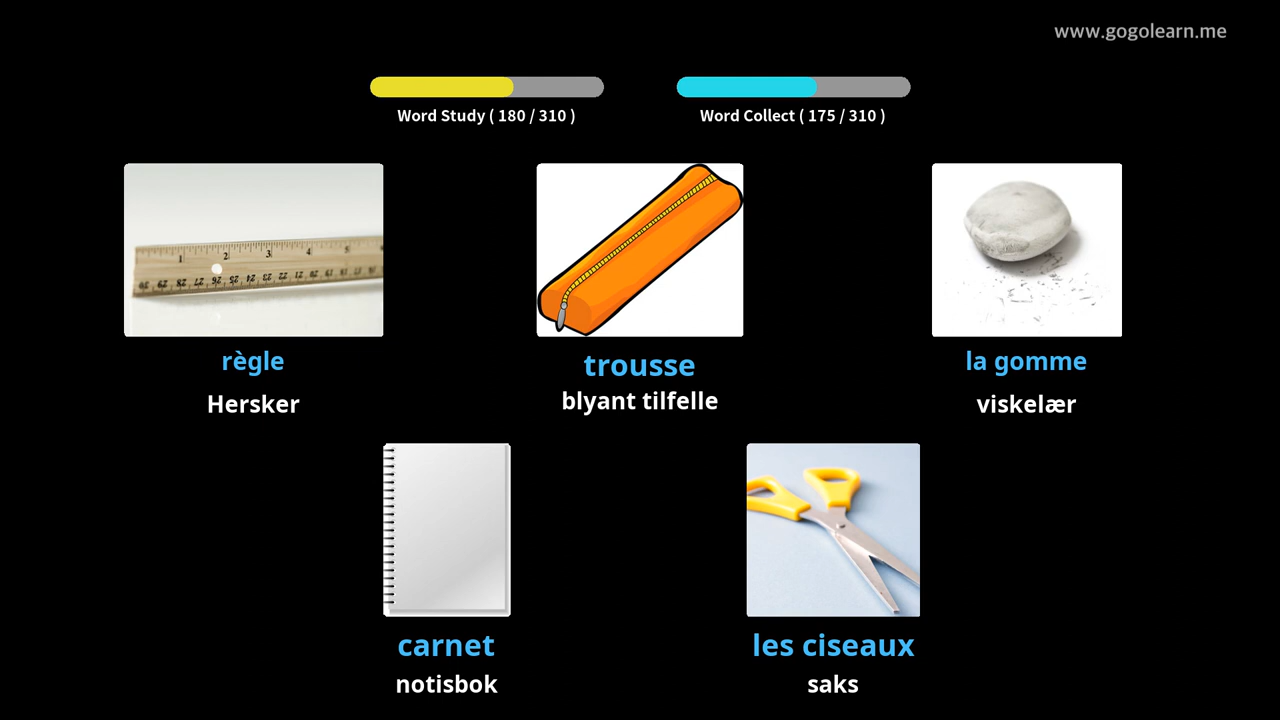 www.gogolearn.me
Word Study ( 180 / 310 )
Word Collect ( 175 / 310 )
règle
Hersker
trousse
blyant tilfelle
la gomme
viskelær
carnet
notisbok
les ciseaux
saks